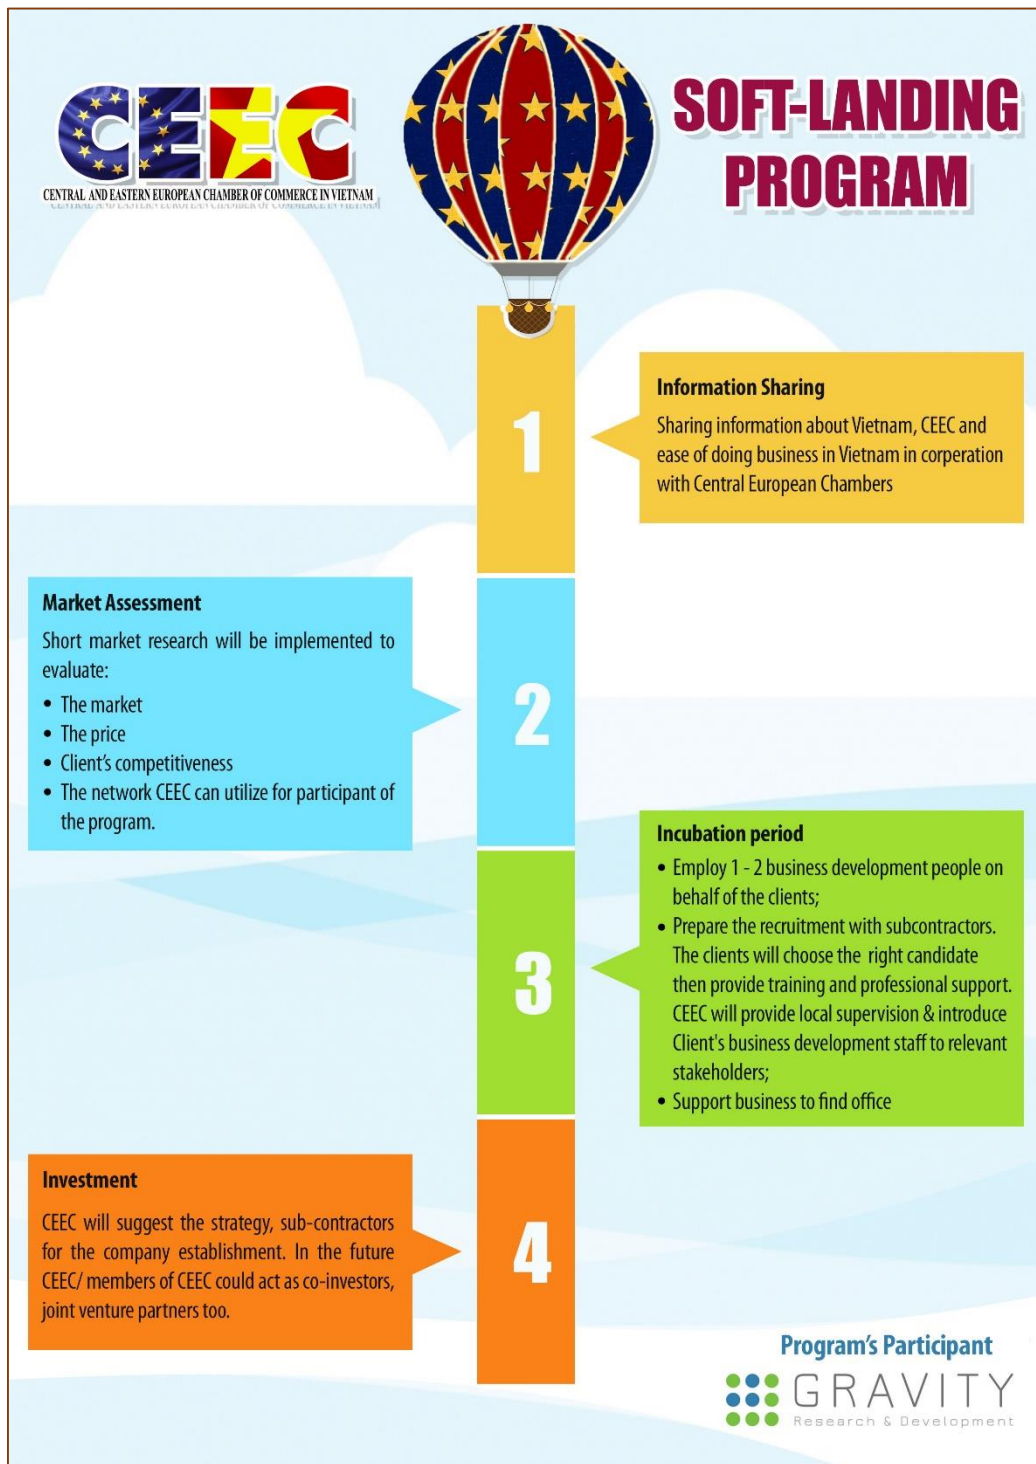 CEEC
CENTRAL AND EASTERN EUROPEAN CHAMBER OF COMMERCE IN VIETNAM
SOFT-LANDING
PROGRAM
1
Information Sharing
Sharing information about Vietnam, CEEC and
ease of doing business in Vietnam in corperation
with Central European Chambers
Market Assessment
Short market research will be implemented to
evaluate:
• The market
• The price
• Client's competitiveness
• The network CEEC can utilize for participant of
the program.
2
Incubation period
• Employ 1 - 2 business development people on
behalf of the clients;
• Prepare the recruitment with subcontractors.
The clients will choose the right candidate
then provide training and professional support.
CEEC will provide local supervision & introduce
Client's business development staff to relevant
stakeholders;
• Support business to find office
3
Investment
CEEC will suggest the strategy, sub-contractors
for the company establishment. In the future
CEEC/ members of CEEC could act as co-investors,
joint venture partners too.
4
Program's Participant
GRAVITY
Research & Development